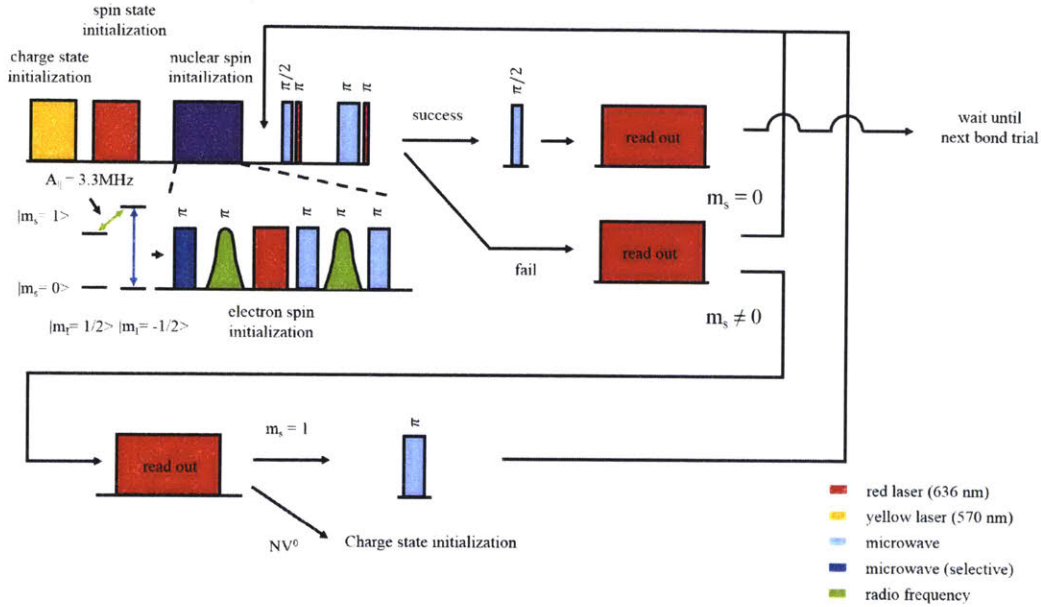 spin state
initialization
charge state
initialization
nuclear spin
initailization
π/2
π
π
π
A|| = 3.3MHz
|ms= 1>
|ms= 0>
|mI= 1/2> |mI= -1/2>
π
π
π
π
π
electron spin
initialization
success
fail
π/2
read out
ms = 0
read out
ms ≠ 0
wait until
next bond trial
read out
ms = 1
π
NV⁰
Charge state initialization
red laser (636 nm)
yellow laser (570 nm)
microwave
microwave (selective)
radio frequency